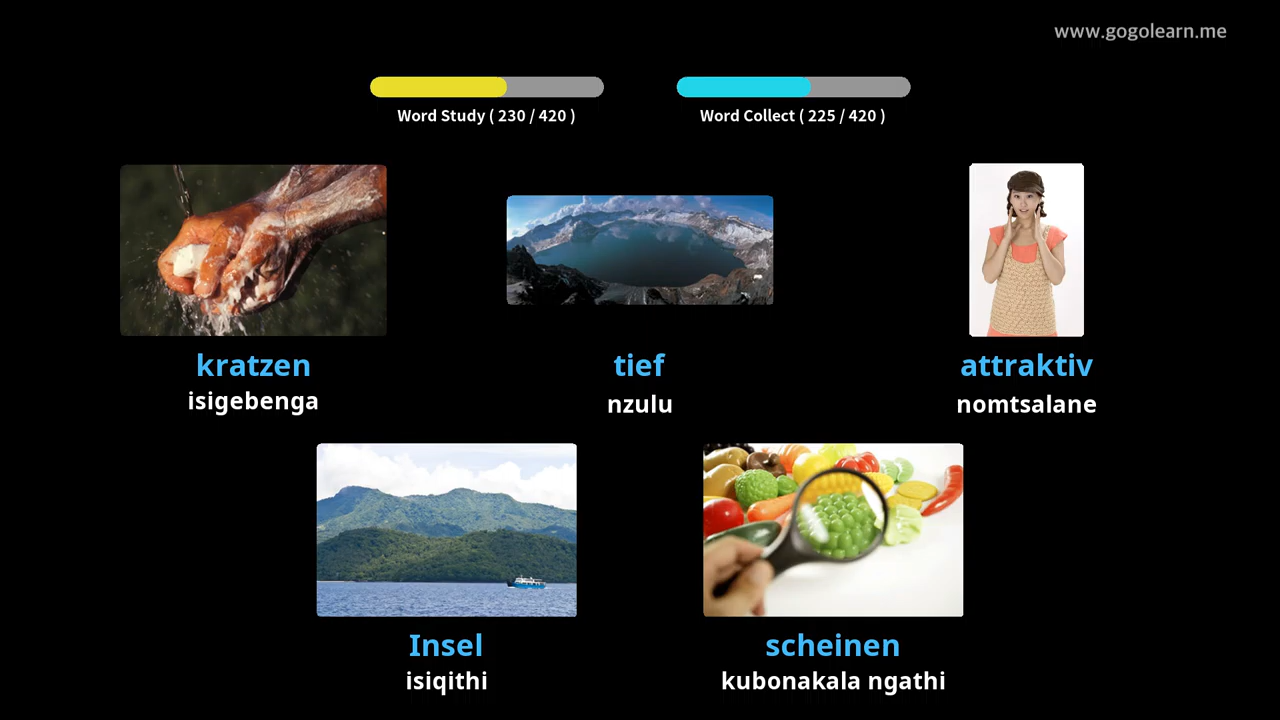 www.gogolearn.me
Word Study ( 230 / 420 )
Word Collect ( 225 / 420 )
kratzen
isigebenga
tief
nzulu
attraktiv
nomtsalane
Insel
isiqithi
scheinen
kubonakala ngathi